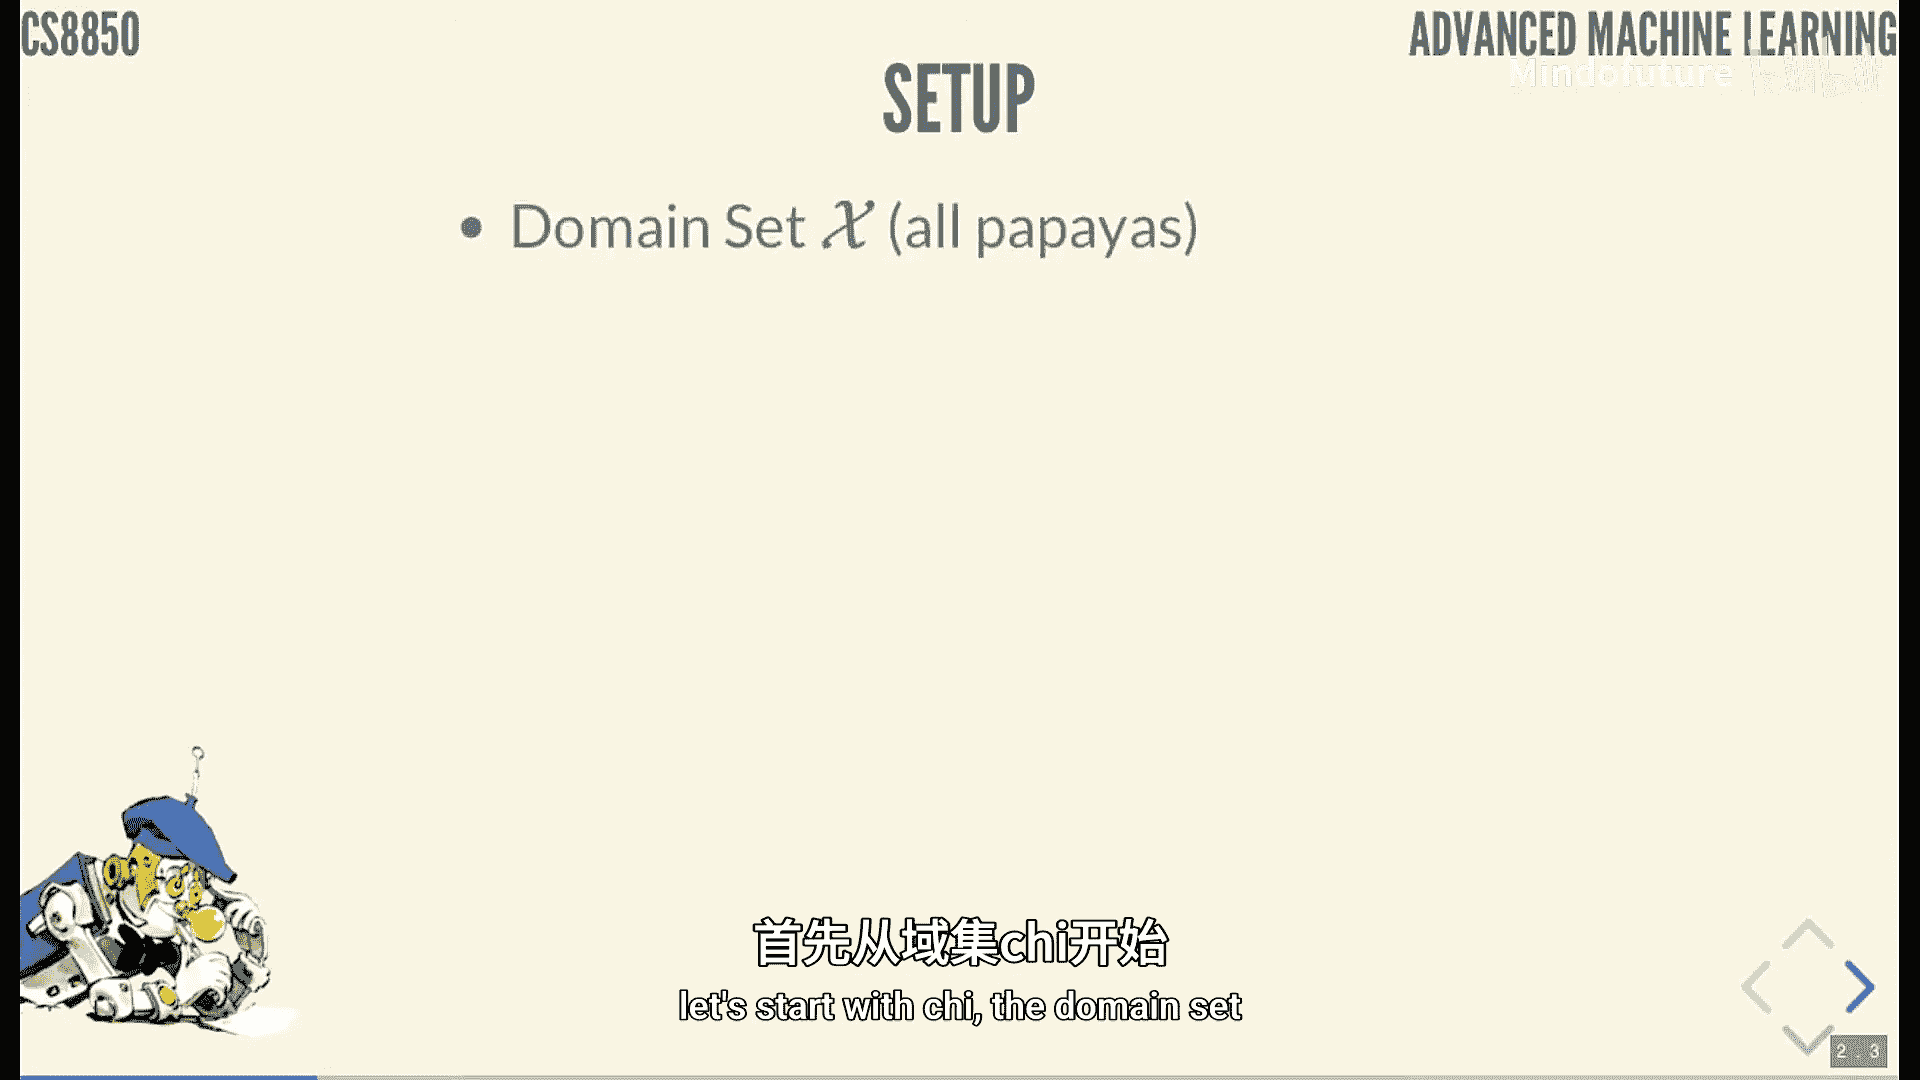 CS8850
ADVANCED MACHINE LEARNING
Mindofuture
SETUP
• Domain Set 𝒳 (all papayas)
首先从域集chi开始
let's start with chi, the domain set
2 . 3